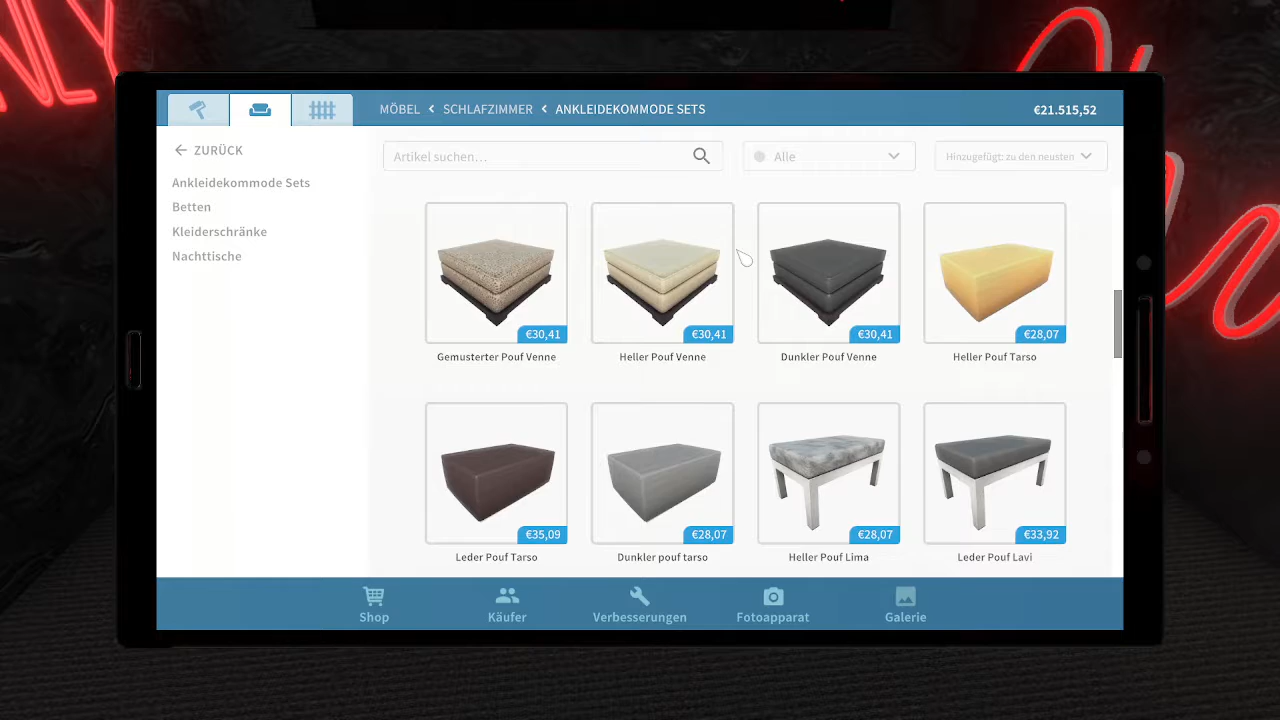 NLY
MÖBEL < SCHLAFZIMMER < ANKLEIDEKOMMODE SETS
€21.515,52
ZURÜCK
Artikel suchen...
Alle
Hinzugefügt: zu den neusten
Ankleidekommode Sets
Betten
Kleiderschränke
Nachttische
€30,41
€30,41
€30,41
€28,07
Gemusterter Pouf Venne
Heller Pouf Venne
Dunkler Pouf Venne
Heller Pouf Tarso
€35,09
€28,07
€28,07
€33,92
Leder Pouf Tarso
Dunkler pouf tarso
Heller Pouf Lima
Leder Pouf Lavi
Shop
Käufer
Verbesserungen
Fotoapparat
Galerie